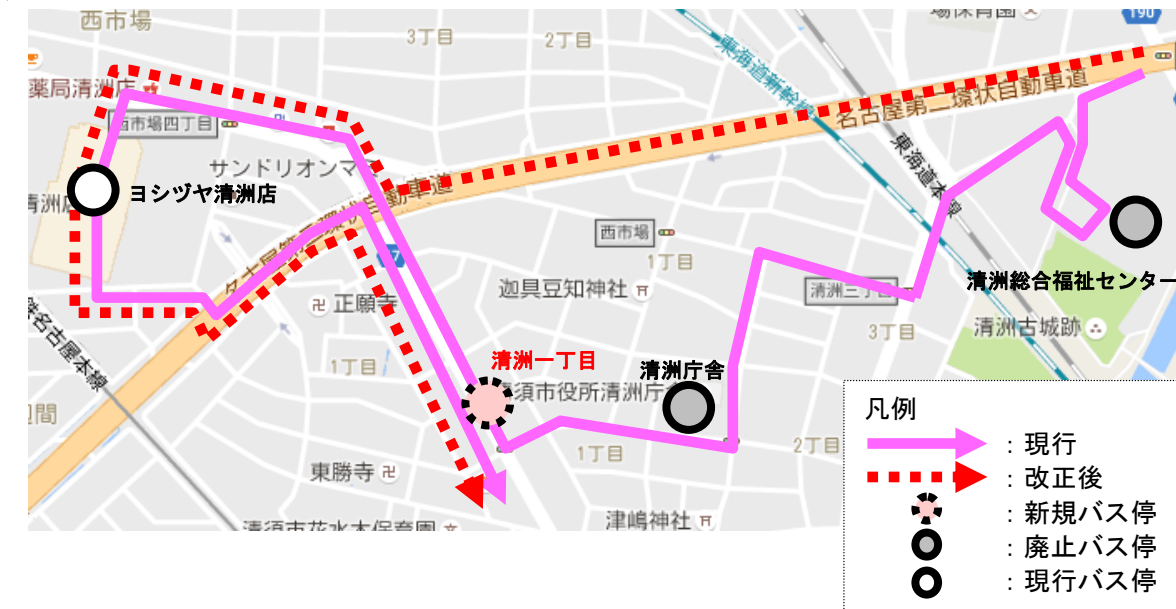 西市場
3丁目
2丁目
190
東海道新幹線
薬局清洲店
西市場四丁目
名古屋第二環状自動車道
サンドリオンマ
東海道本線
ヨシヅヤ清洲店
西市場
1丁目
迦具豆知神社
正願寺
清洲総合福祉センター
清洲三丁目
清洲古城跡
3丁目
鉄名古屋本線
1丁目
清洲一丁目
清洲庁舎
清須市役所清洲庁舎
1丁目
2丁目
東勝寺
津嶋神社
清須市花水木保育園
凡例
:現行
:改正後
:新規バス停
:廃止バス停
:現行バス停